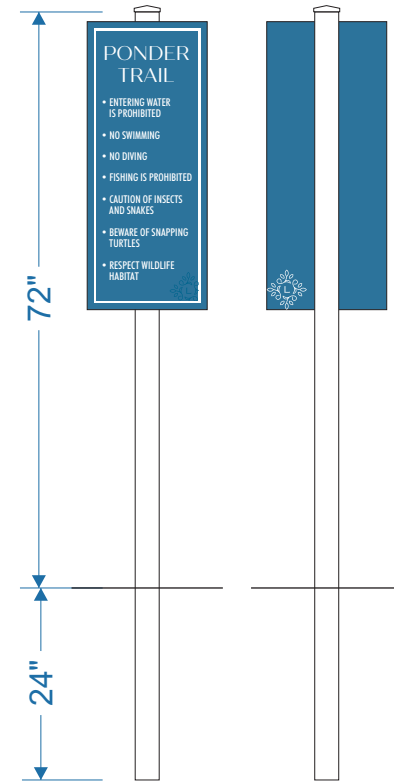 PONDER
TRAIL
• ENTERING WATER
IS PROHIBITED
• NO SWIMMING
• NO DIVING
• FISHING IS PROHIBITED
• CAUTION OF INSECTS
AND SNAKES
• BEWARE OF SNAPPING
TURTLES
• RESPECT WILDLIFE
HABITAT
L
72"
24"